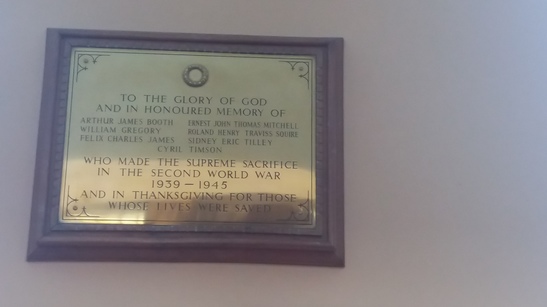 TO THE GLORY OF GOD
AND IN HONOURED MEMORY OF
ARTHUR JAMES BOOTH ERNEST JOHN THOMAS MITCHELL
WILLIAM GREGORY ROLAND HENRY TRAVISS SQUIRE
FELIX CHARLES JAMES SIDNEY ERIC TILLEY
CYRIL TIMSON
WHO MADE THE SUPREME SACRIFICE
IN THE SECOND WORLD WAR
1939 – 1945
AND IN THANKSGIVING FOR THOSE
WHOSE LIVES WERE SAVED